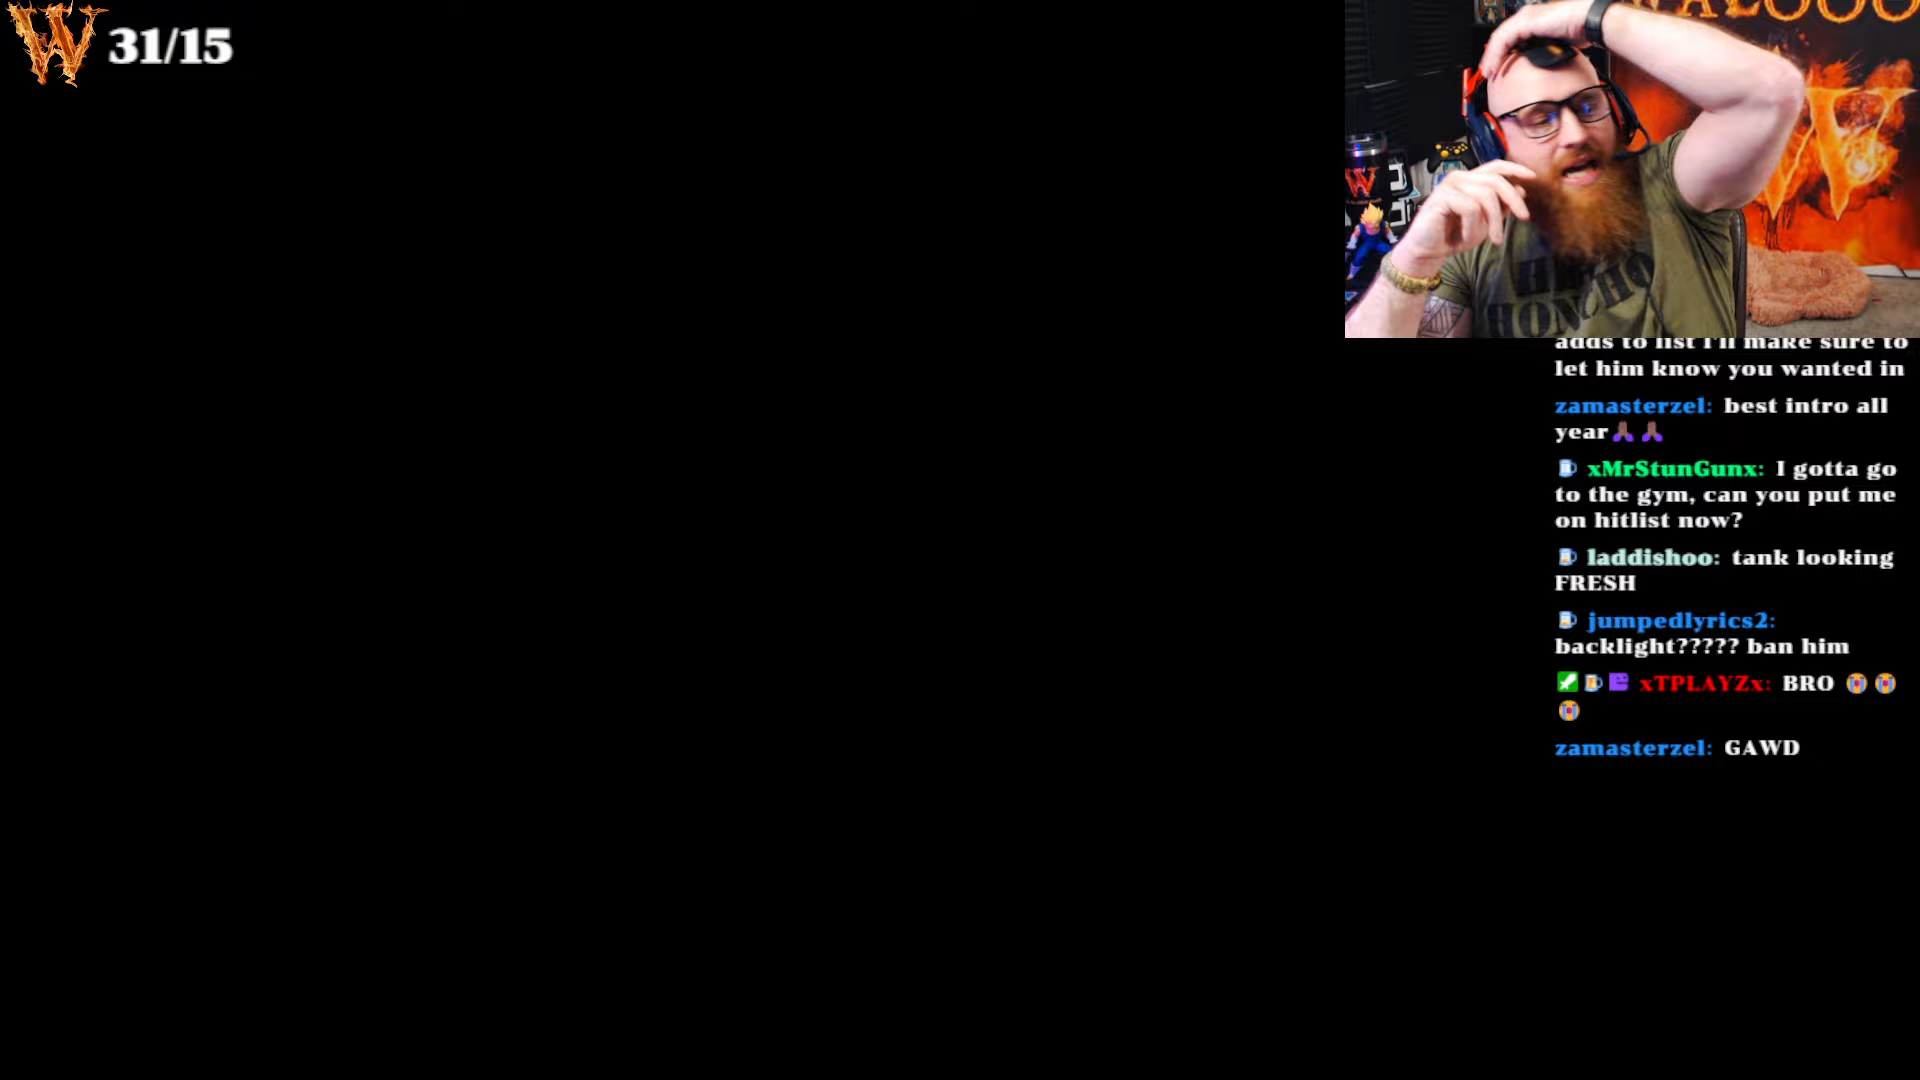 W 31/15
WALOOO
W
W
HONCHO
adds to list I'll make sure to
let him know you wanted in
zamasterzel: best intro all
year
xMrStunGunx: I gotta go
to the gym, can you put me
on hitlist now?
laddishoo: tank looking
FRESH
jumpedlyrics2:
backlight????? ban him
xTPLAYZx: BRO
zamasterzel: GAWD